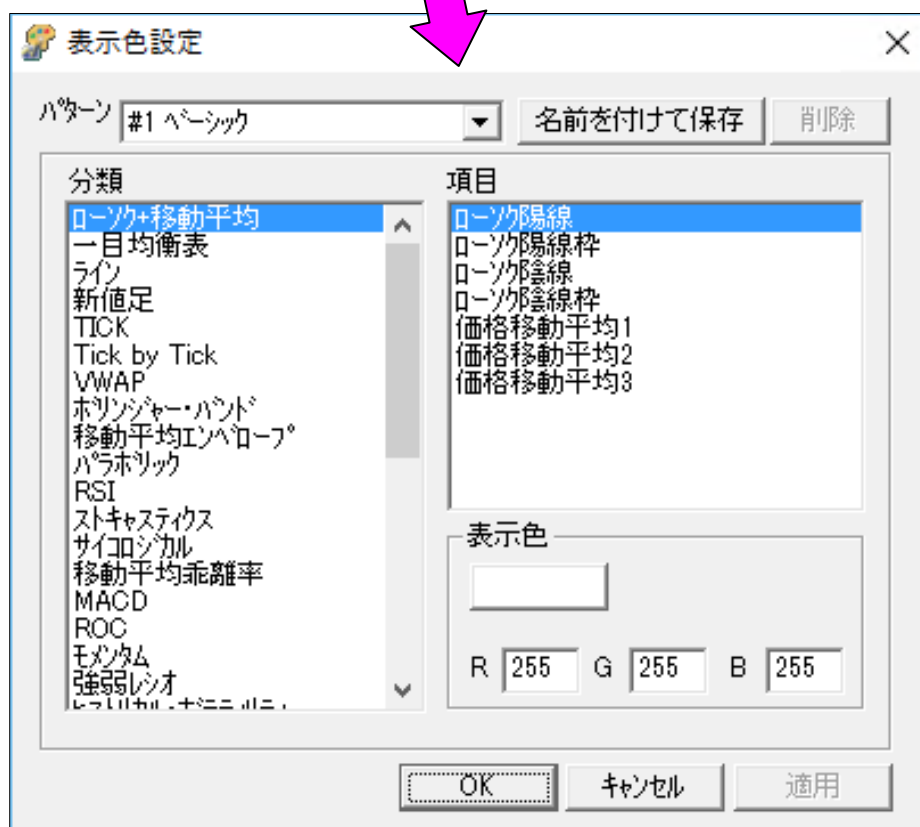 表示色設定
パターン #1 ベーシック 名前を付けて保存 削除
分類
ローソク+移動平均
一目均衡表
ライン
新値足
TICK
Tick by Tick
VWAP
ボリンジャー・バンド
移動平均エンベロープ
パラボリック
RSI
ストキャスティクス
サイコロジカル
移動平均乖離率
MACD
ROC
モメンタム
強弱レシオ
項目
ローソク陽線
ローソク陽線枠
ローソク陰線
ローソク陰線枠
価格移動平均1
価格移動平均2
価格移動平均3
表示色
R 255 G 255 B 255
OK キャンセル 適用